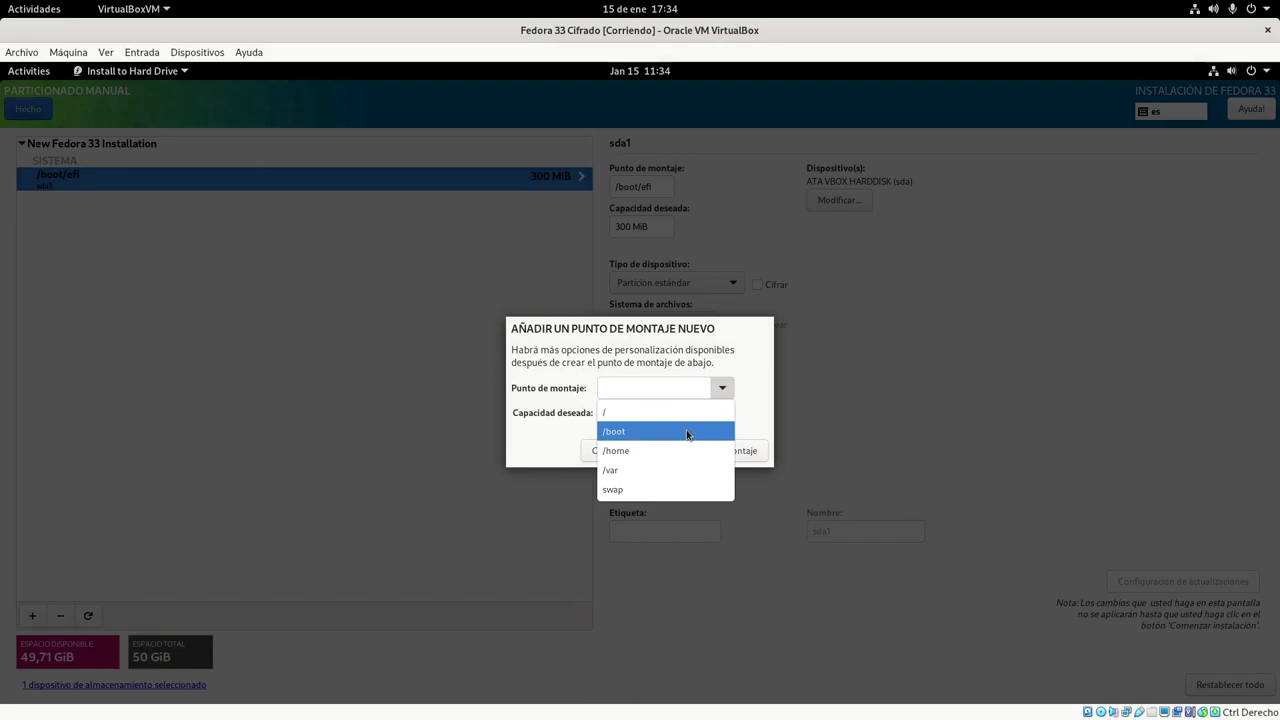 Actividades
VirtualBoxVM
15 de ene 17:34
Fedora 33 Cifrado [Corriendo] - Oracle VM VirtualBox
Archivo Máquina Ver Entrada Dispositivos Ayuda
Activities
Install to Hard Drive
Jan 15 11:34
PARTICIONADO MANUAL
INSTALACIÓN DE FEDORA 33
Hecho
es
Ayuda!
New Fedora 33 Installation
SISTEMA
/boot/efi
300 MiB
sda1
sda1
Punto de montaje:
/boot/efi
Capacidad deseada:
300 MiB
Dispositivo(s):
ATA VBOX HARDDISK (sda)
Modificar...
Tipo de dispositivo:
Partición estándar
Cifrar
Sistema de archivos:
AÑADIR UN PUNTO DE MONTAJE NUEVO
Habrá más opciones de personalización disponibles
después de crear el punto de montaje de abajo.
Punto de montaje:
Capacidad deseada:
/
/boot
/home
/var
swap
Etiqueta:
Nombre:
sda1
Configuración de actualizaciones
Nota: Los cambios que usted haga en esta pantalla
no se aplicarán hasta que usted haga clic en el
botón 'Comenzar instalación'.
+ −
ESPACIO DISPONIBLE
49,71 GiB
ESPACIO TOTAL
50 GiB
1 dispositivo de almacenamiento seleccionado
Restablecer todo
Ctrl Derecho